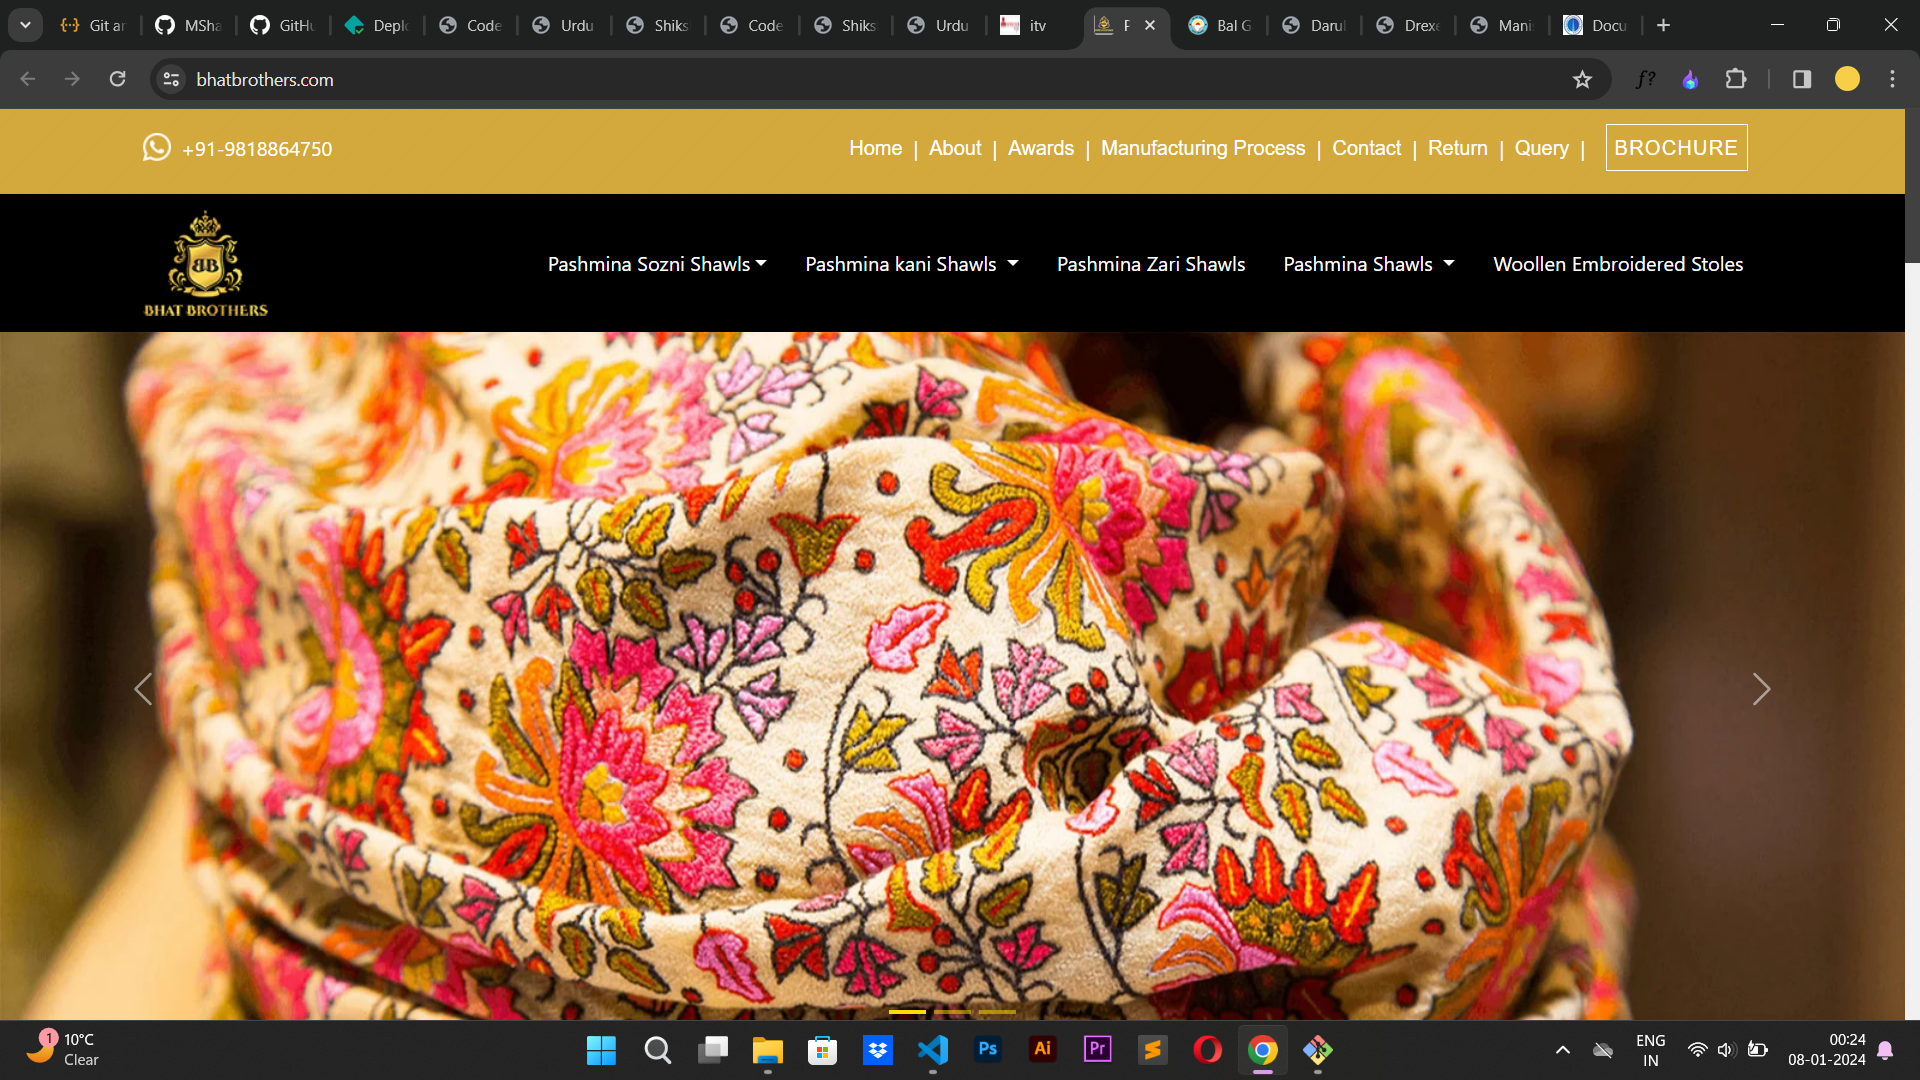 Git ar
MSha
GitHu
Deplo
Code
Urdu
Shiks
Code
Shiks
Urdu
itv
F
Bal G
Darul
Drexe
Manis
Docu
bhatbrothers.com
f?
+91-9818864750
Home | About | Awards | Manufacturing Process | Contact | Return | Query |
BROCHURE
BB
BHAT BROTHERS
Pashmina Sozni Shawls
Pashmina kani Shawls
Pashmina Zari Shawls
Pashmina Shawls
Woollen Embroidered Stoles
1
10°C
Clear
Ps
Ai
Pr
ENG
IN
00:24
08-01-2024